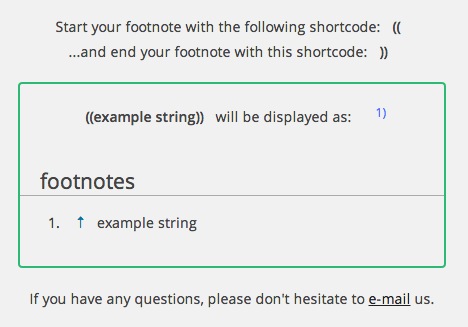 Start your footnote with the following shortcode: ((
...and end your footnote with this shortcode: ))
((example string)) will be displayed as: 1)
footnotes
1. ↑ example string
If you have any questions, please don't hesitate to e-mail us.